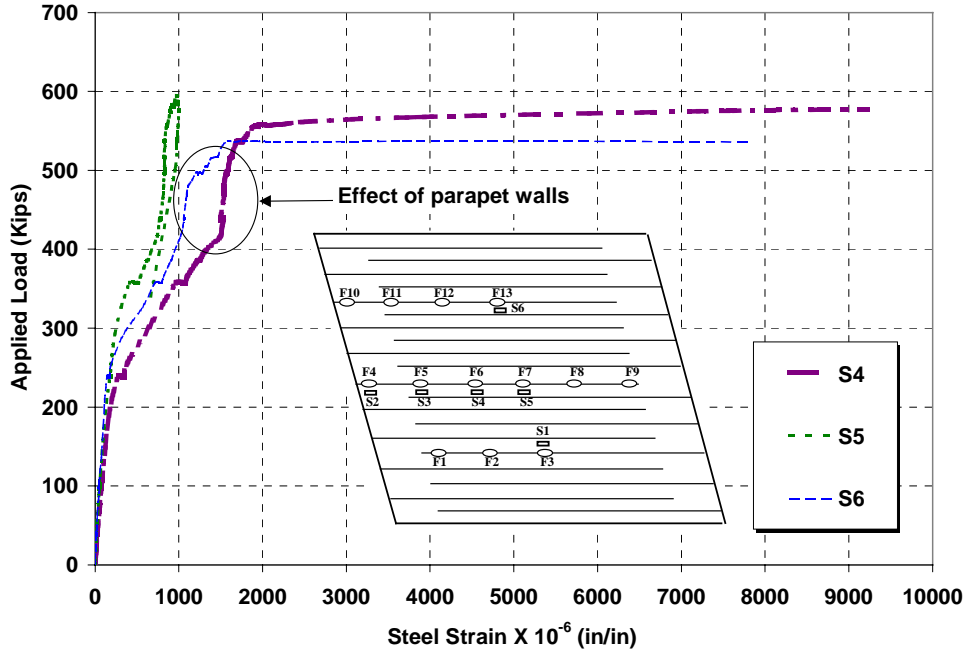 700
600
500
400
300
200
100
0
Applied Load (Kips)
Effect of parapet walls
F10 F11 F12 F13
S6
F4 F5 F6 F7 F8 F9
S2 S3 S4 S5
S1
F1 F2 F3
S4
S5
S6
0 1000 2000 3000 4000 5000 6000 7000 8000 9000 10000
Steel Strain X 10⁻⁶ (in/in)